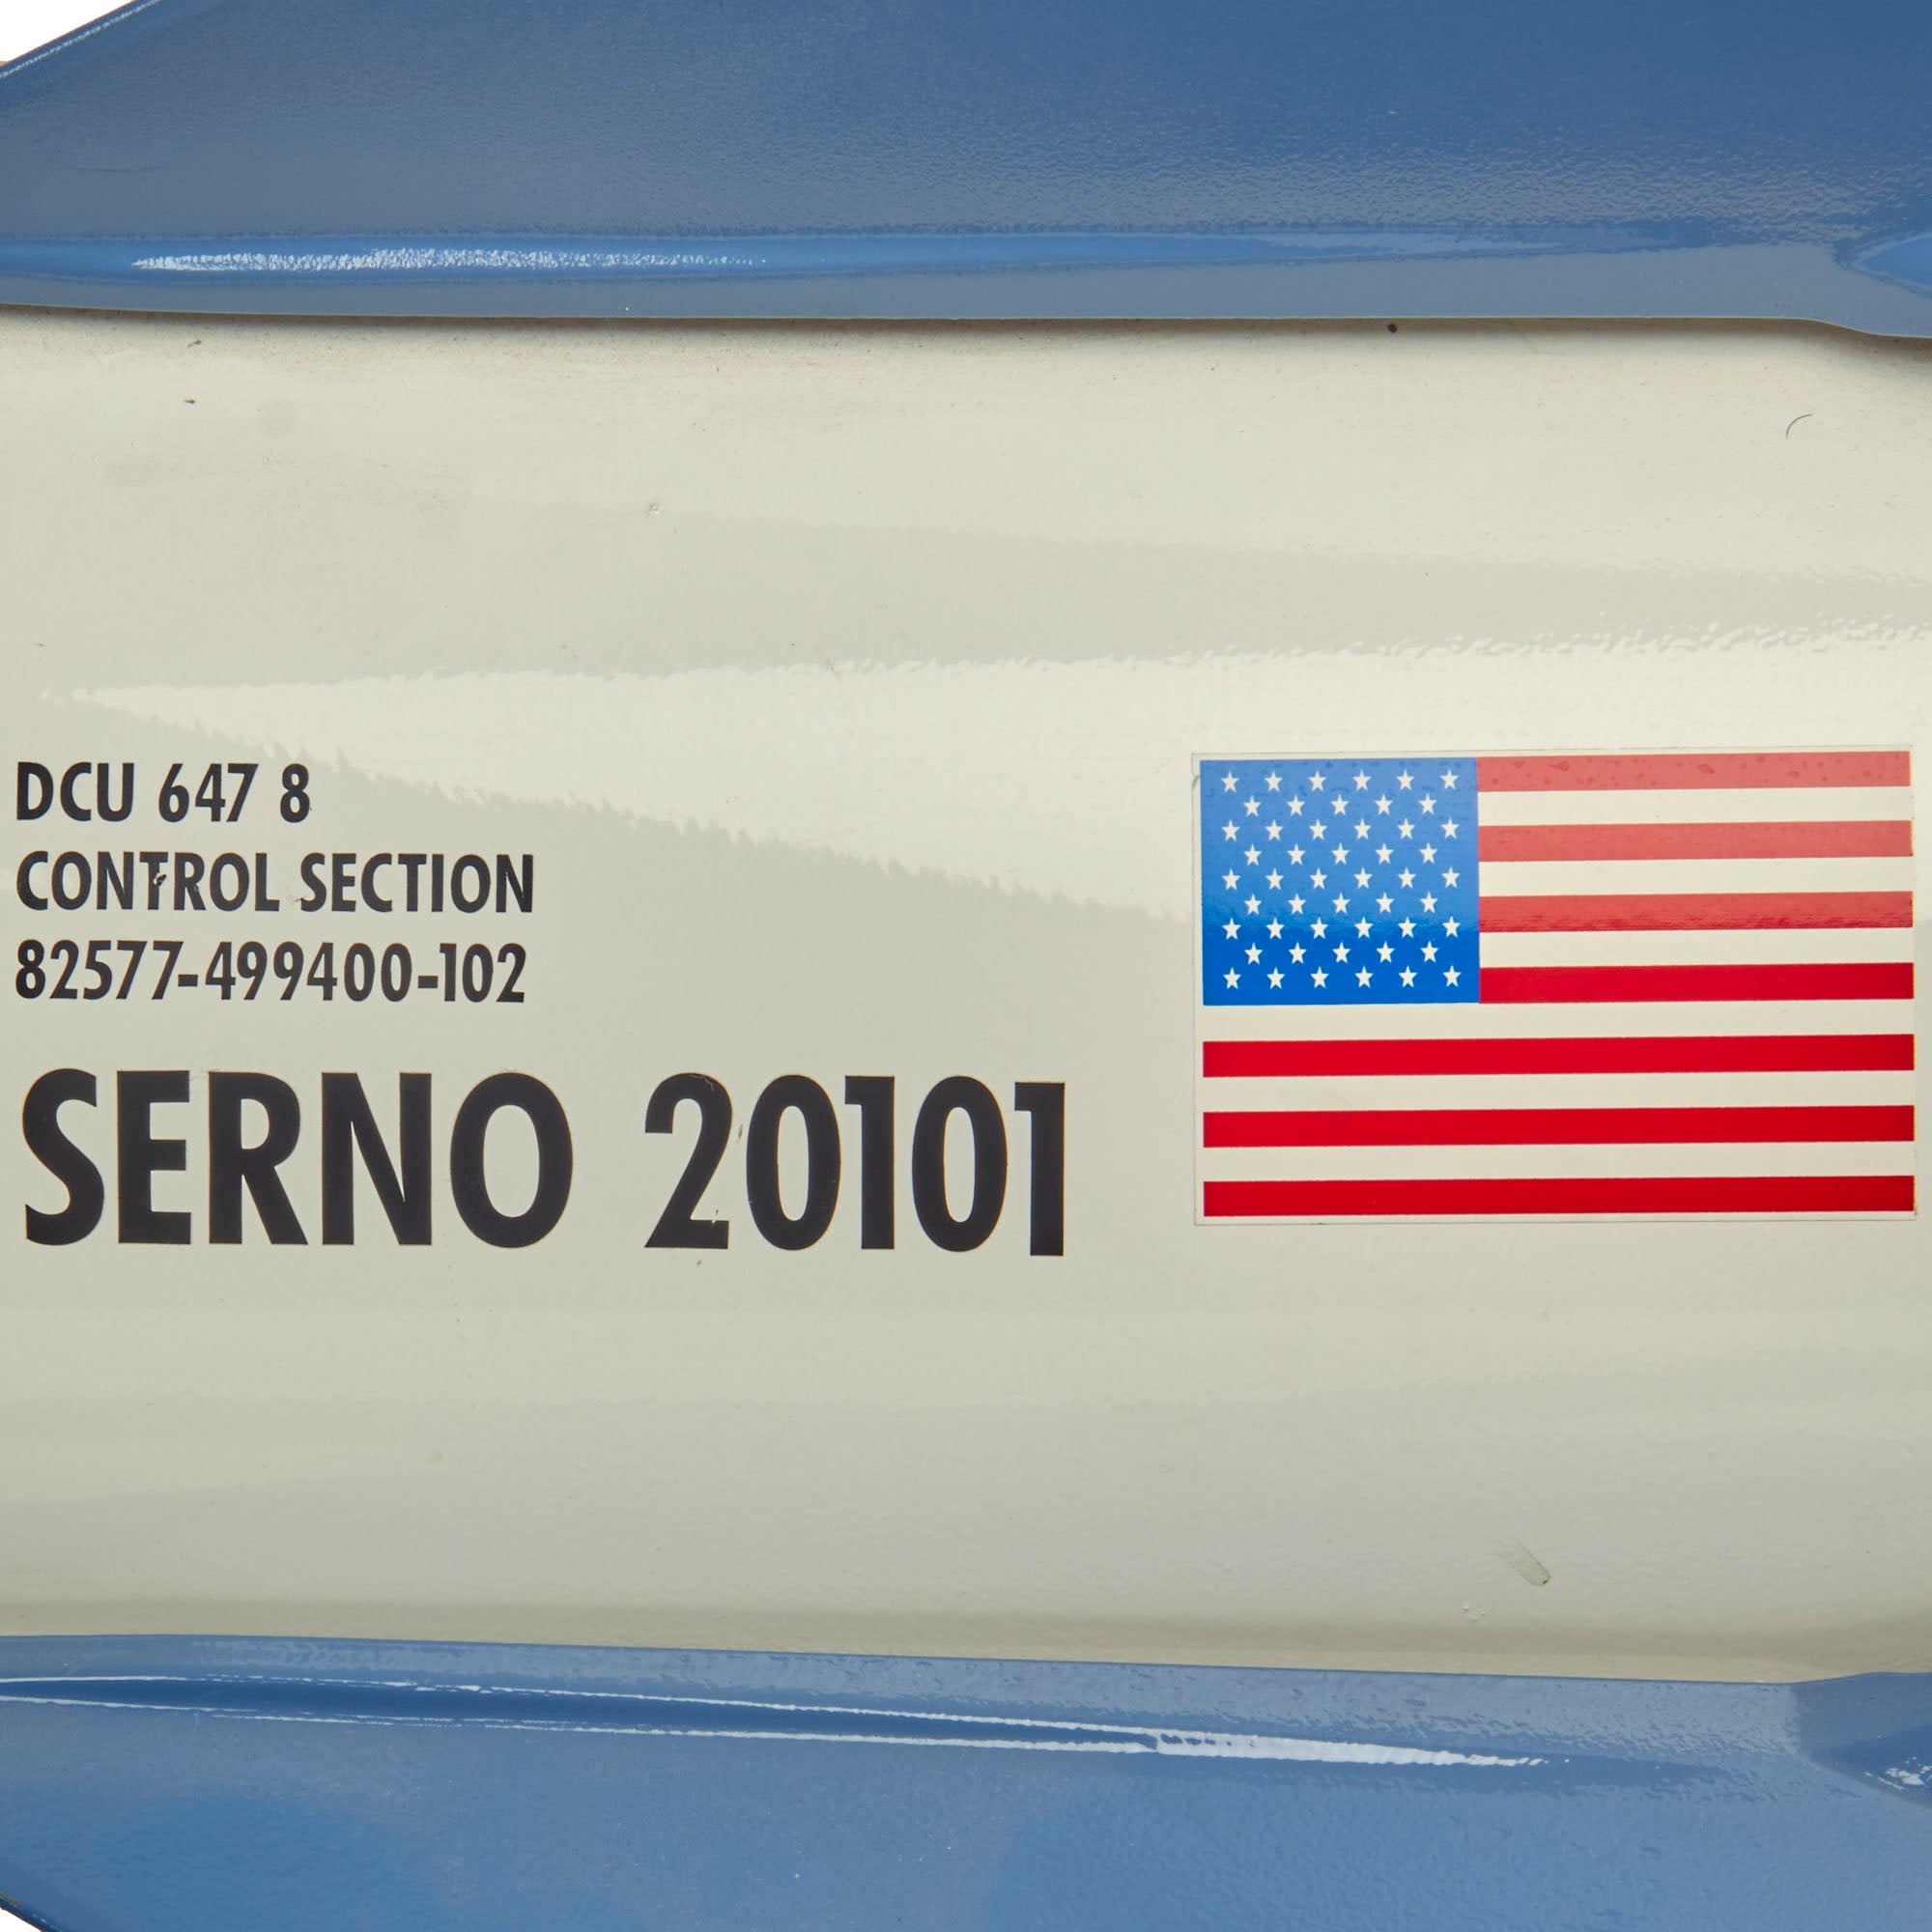 DCU 647 8
CONTROL SECTION
82577-499400-102
SERNO 20101